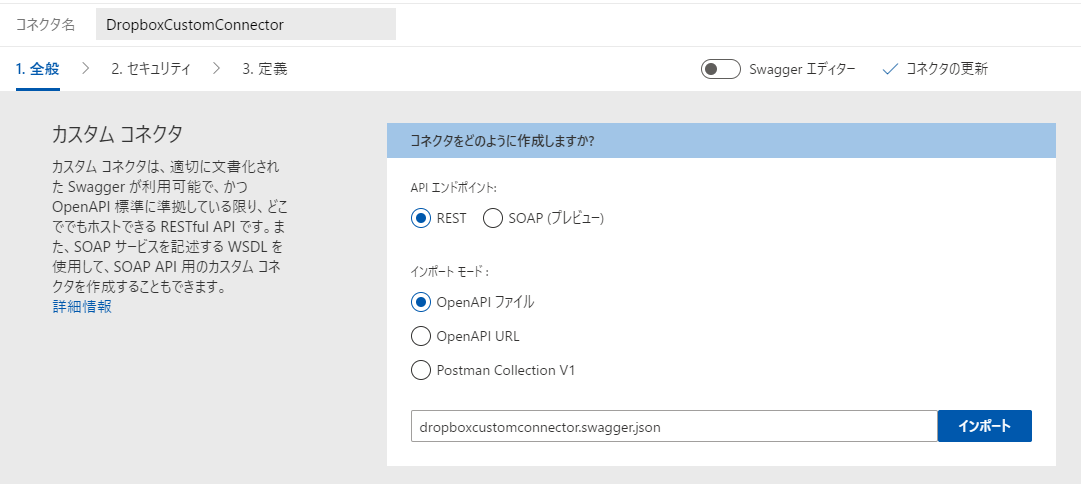 コネクタ名 DropboxCustomConnector
1. 全般 2. セキュリティ 3. 定義 Swagger エディター コネクタの更新
カスタム コネクタ
カスタム コネクタは、適切に文書化され
た Swagger が利用可能で、かつ
OpenAPI 標準に準拠している限り、どこ
ででもホストできる RESTful API です。ま
た、SOAP サービスを記述する WSDL を
使用して、SOAP API 用のカスタム コネ
クタを作成することもできます。
詳細情報
コネクタをどのように作成しますか?
API エンドポイント:
REST SOAP (プレビュー)
インポート モード :
OpenAPI ファイル
OpenAPI URL
Postman Collection V1
dropboxcustomconnector.swagger.json インポート